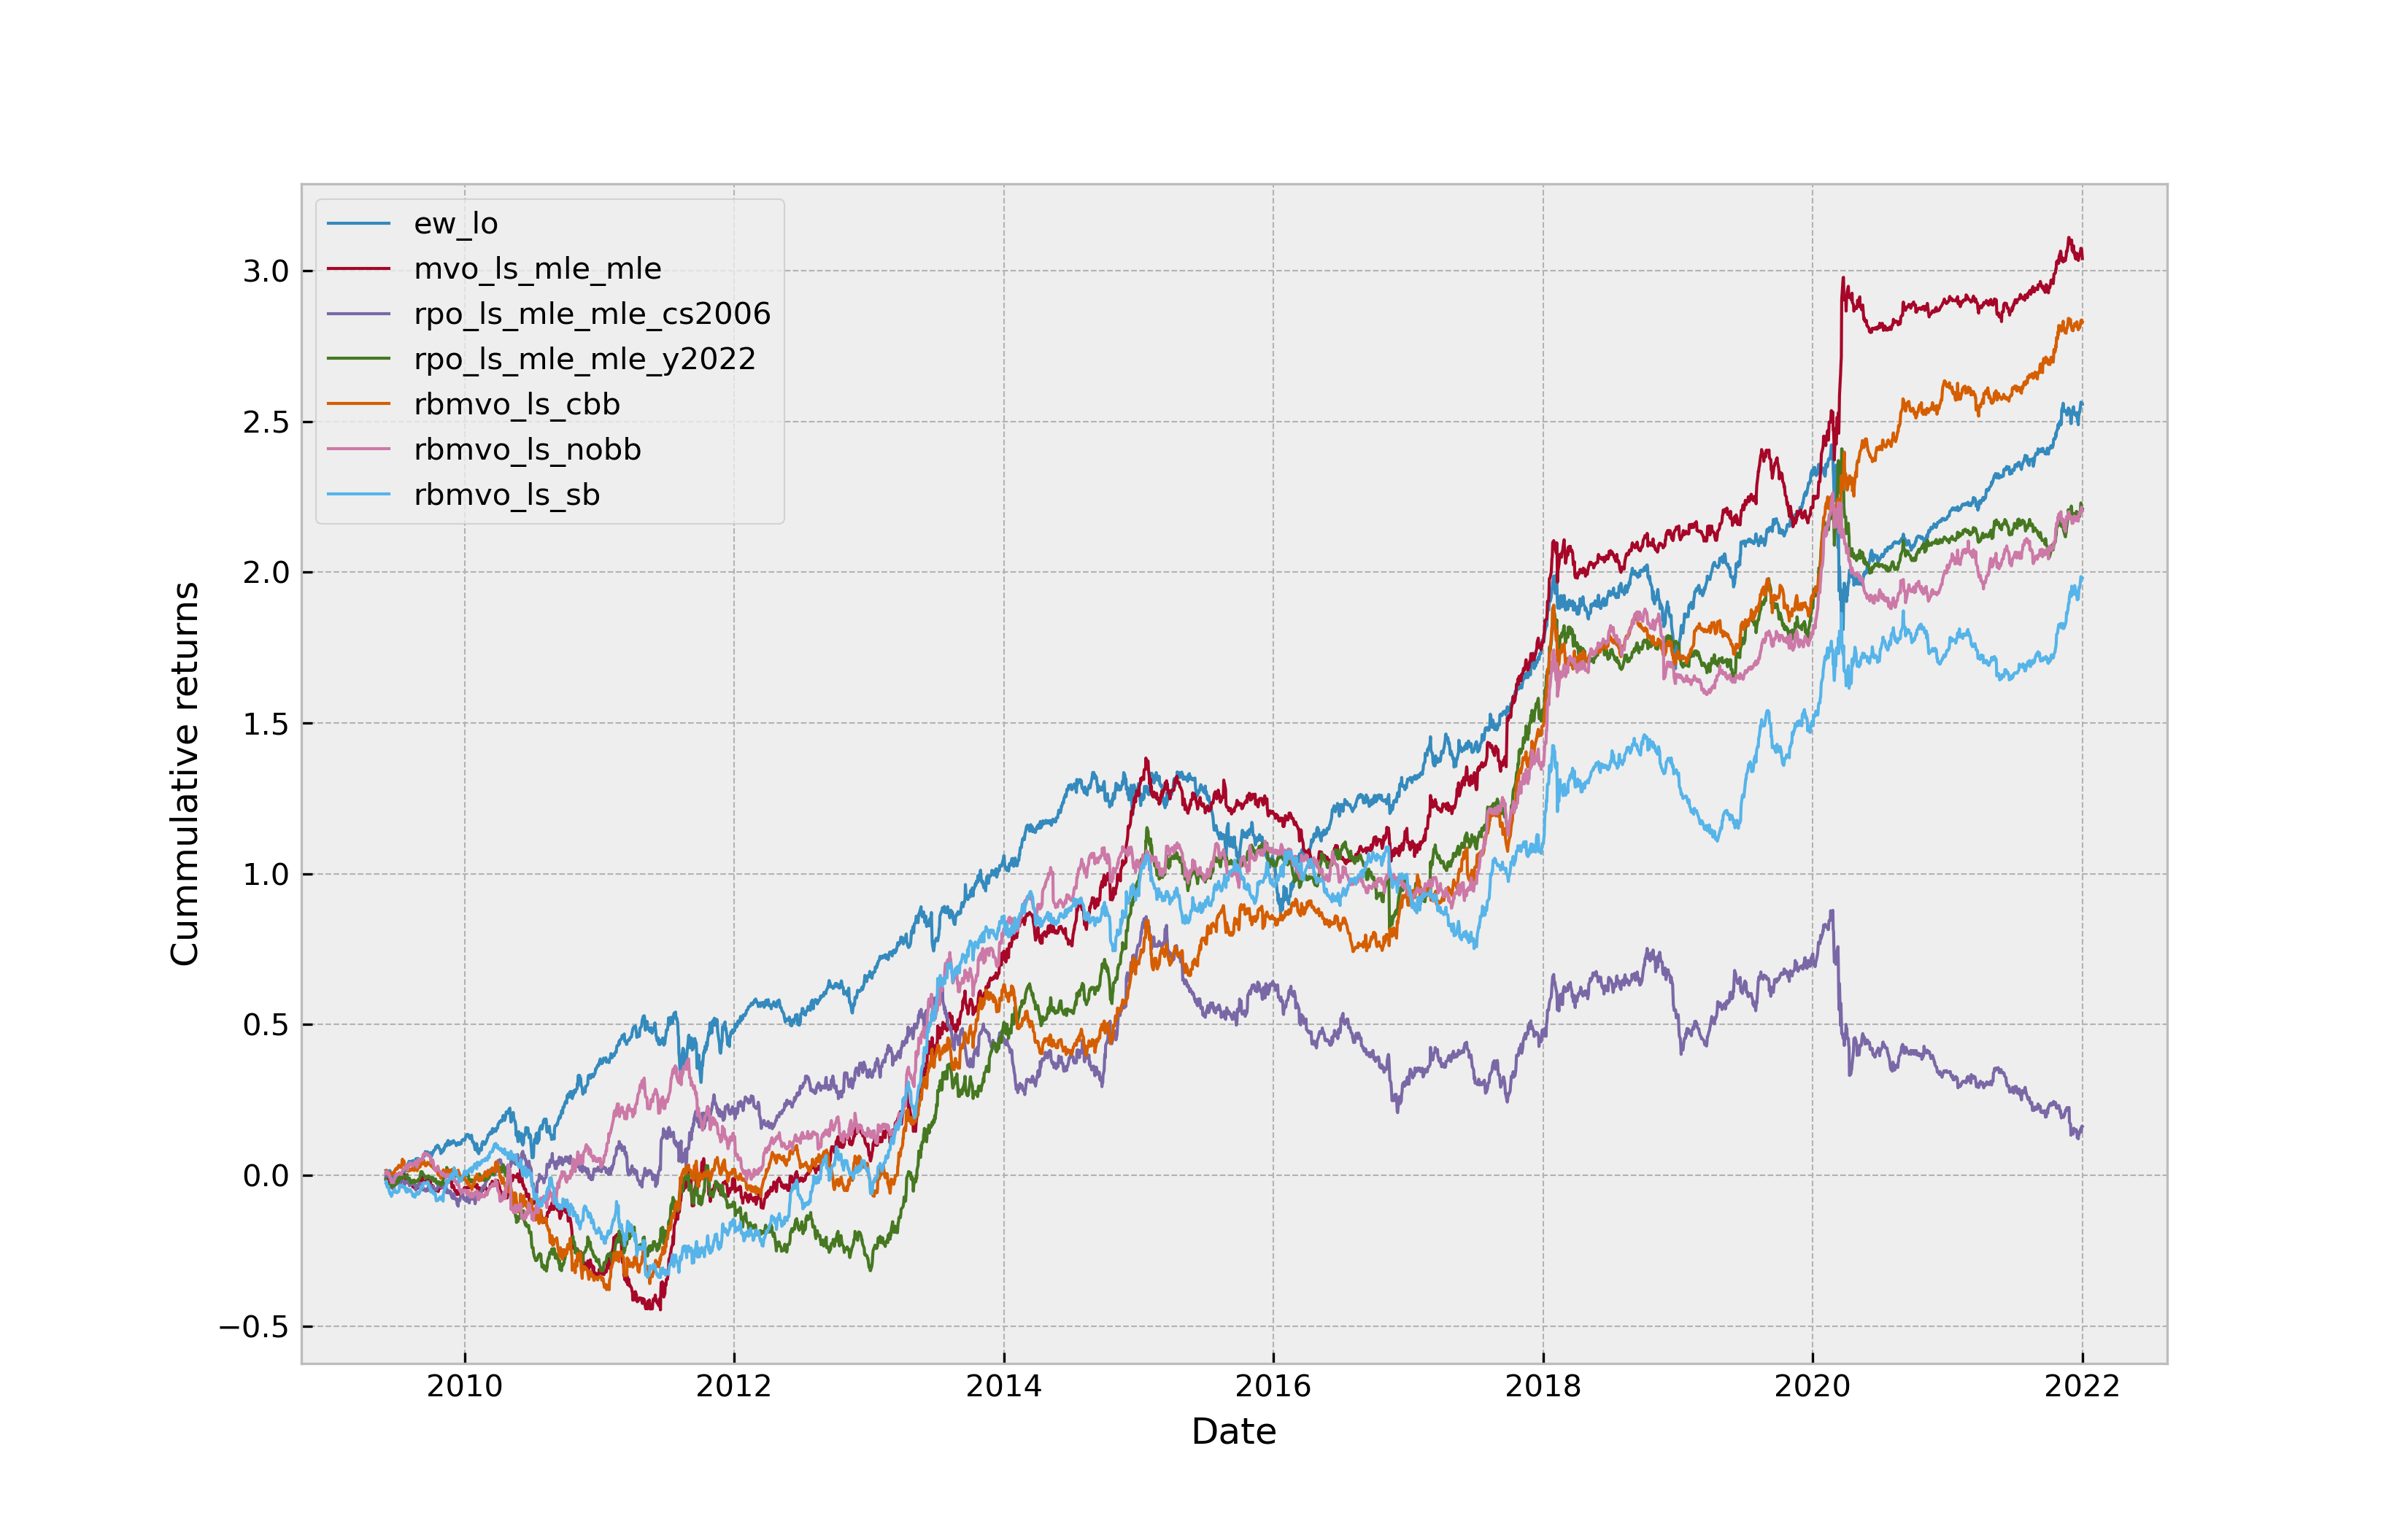 ew_lo
mvo_ls_mle_mle
rpo_ls_mle_mle_cs2006
rpo_ls_mle_mle_y2022
rbmvo_ls_cbb
rbmvo_ls_nobb
rbmvo_ls_sb
3.0
2.5
2.0
1.5
1.0
0.5
0.0
−0.5
Cummulative returns
2010 2012 2014 2016 2018 2020 2022
Date